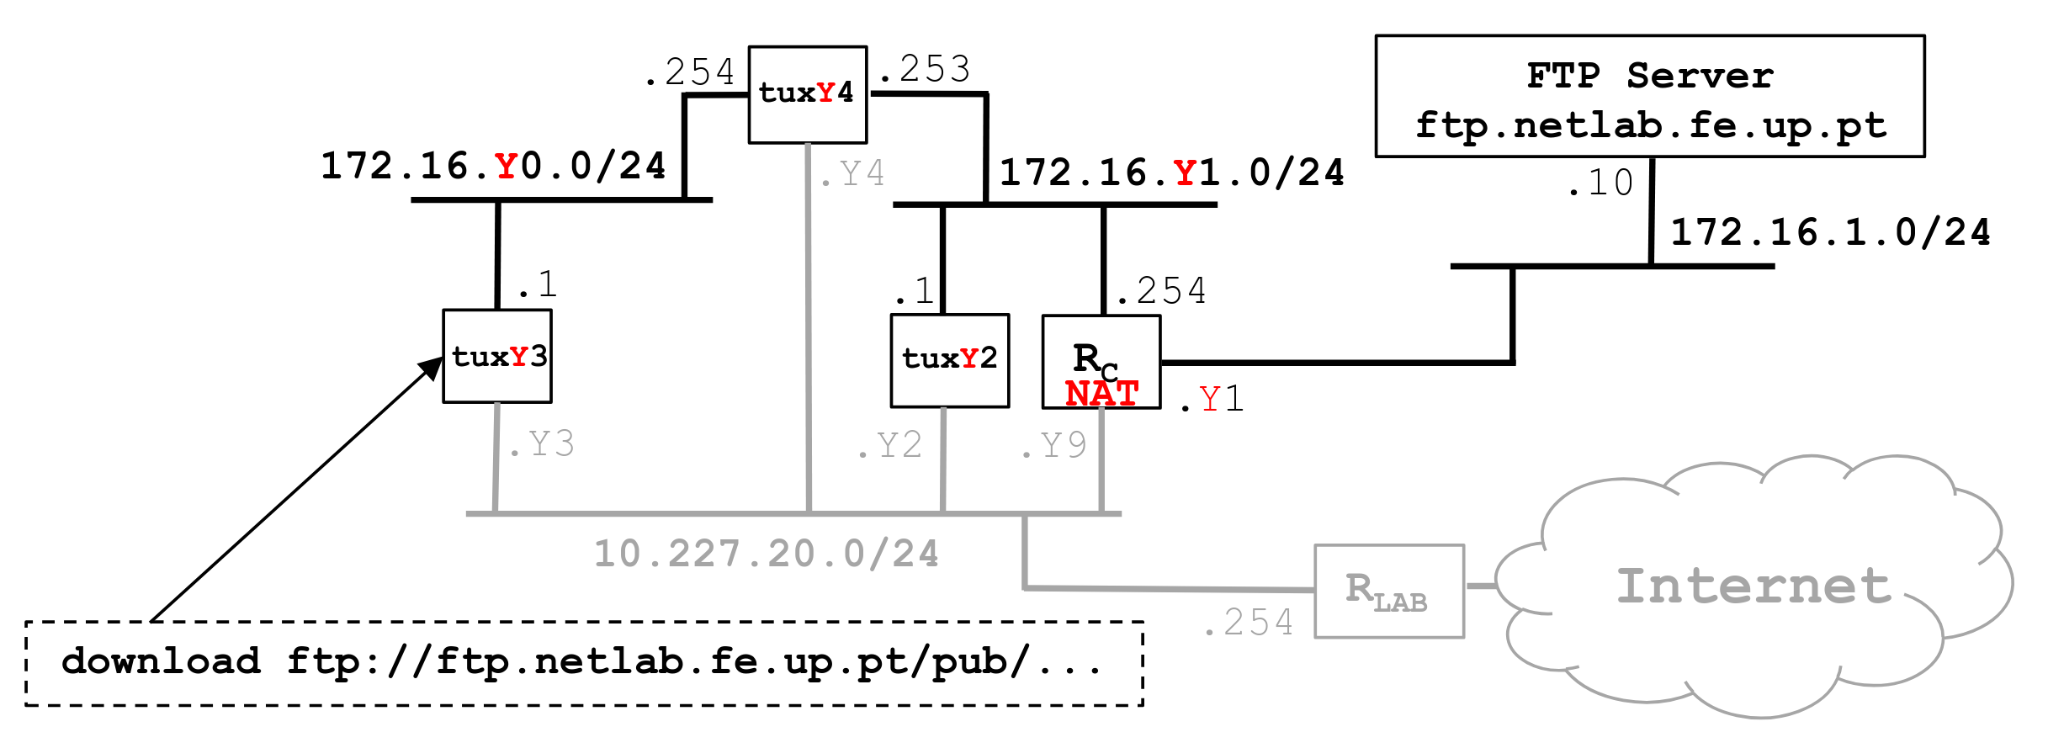 .254
tuxY4
.253
FTP Server
ftp.netlab.fe.up.pt
172.16.Y0.0/24
.Y4
172.16.Y1.0/24
.10
172.16.1.0/24
.1
.1
.254
tuxY3
tuxY2
RC
NAT
.Y1
.Y3
.Y2
.Y9
10.227.20.0/24
RLAB
Internet
.254
download ftp://ftp.netlab.fe.up.pt/pub/...